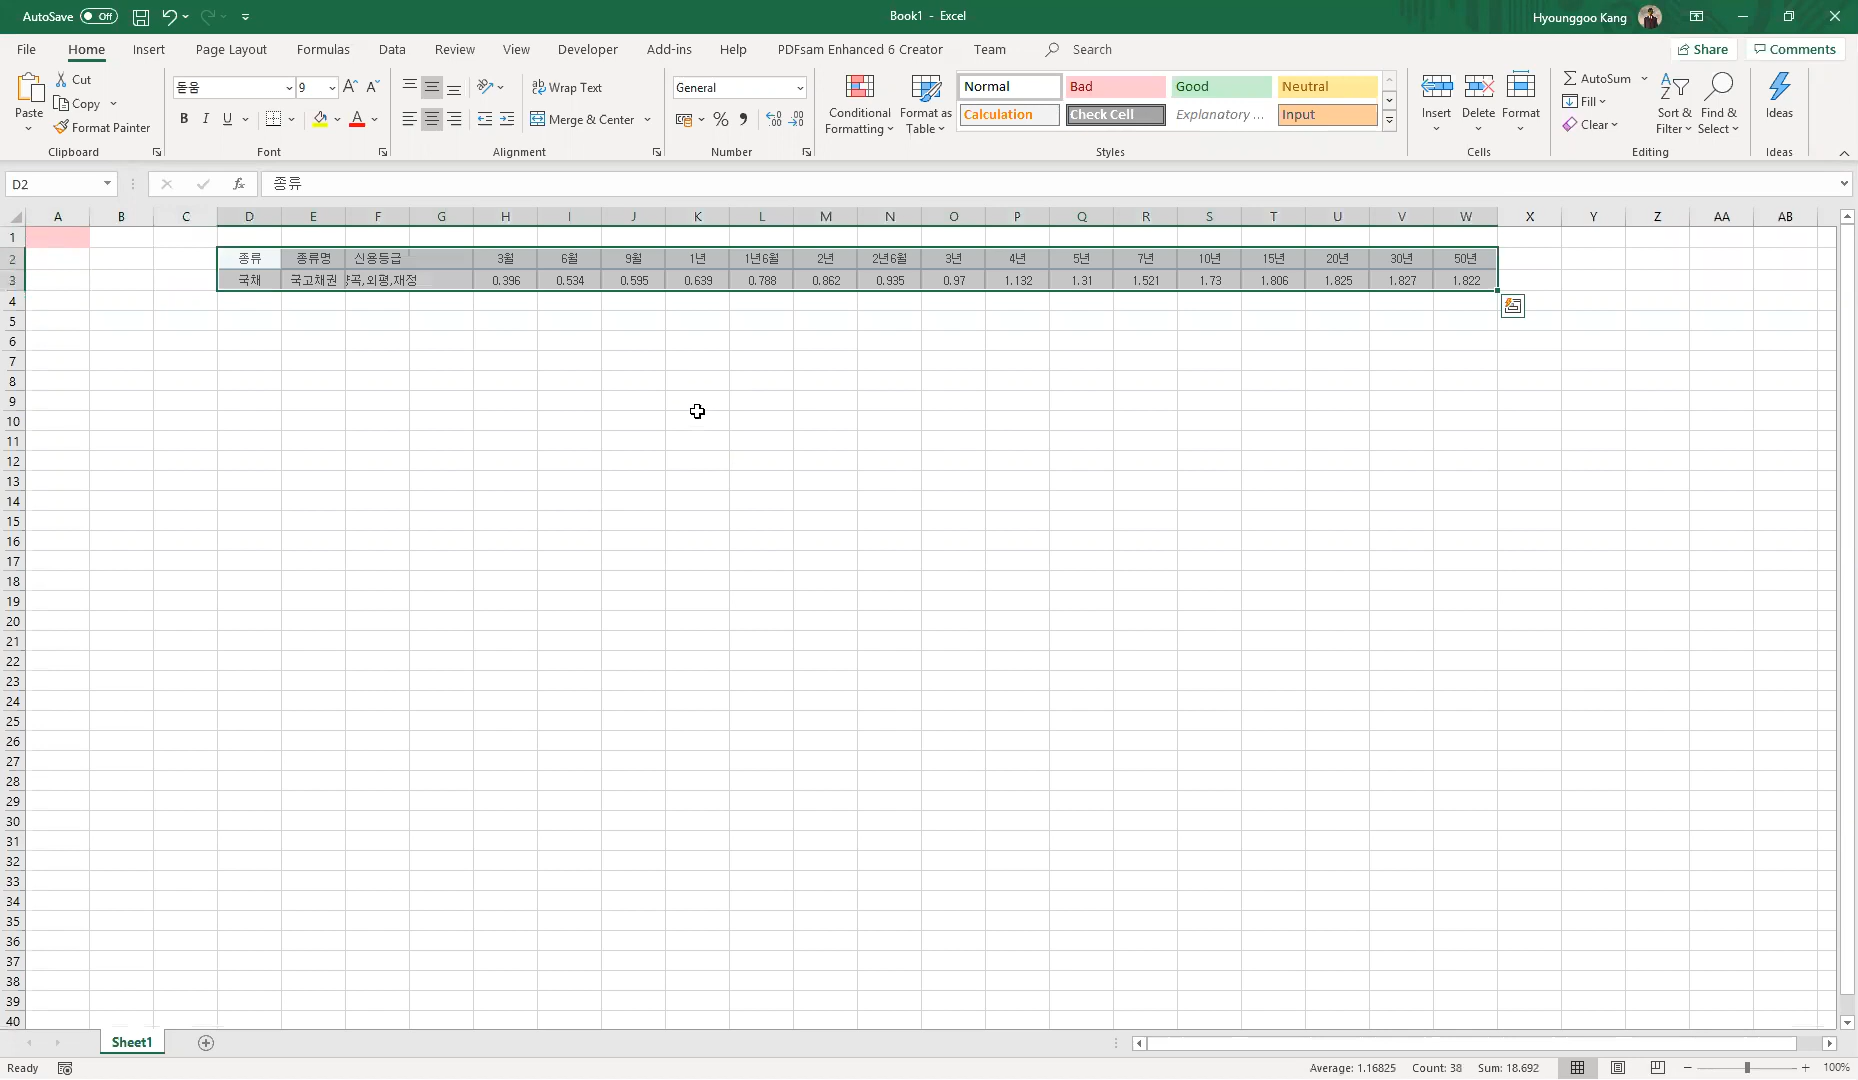 AutoSave Off
Book1 - Excel
Hyounggoo Kang
File Home Insert Page Layout Formulas Data Review View Developer Add-ins Help PDFsam Enhanced 6 Creator Team Search
Share Comments
Paste
Cut
Copy
Format Painter
Clipboard
돋움 9
B I U
Font
Wrap Text
Merge & Center
Alignment
General
Number
Conditional Formatting
Format as Table
Normal Bad Good Neutral
Calculation Check Cell Explanatory ... Input
Styles
Insert Delete Format
Cells
AutoSum
Fill
Clear
Sort & Filter
Find & Select
Editing
Ideas
Ideas
D2 fx 종류
A B C D E F G H I J K L M N O P Q R S T U V W X Y Z AA AB
1
2 종류 종류명 신용등급 3월 6월 9월 1년 1년6월 2년 2년6월 3년 4년 5년 7년 10년 15년 20년 30년 50년
3 국채 국고채권 곡,외평,재정 0.396 0.534 0.595 0.639 0.788 0.862 0.935 0.97 1.132 1.31 1.521 1.73 1.806 1.825 1.827 1.822
4
5
6
7
8
9
10
11
12
13
14
15
16
17
18
19
20
21
22
23
24
25
26
27
28
29
30
31
32
33
34
35
36
37
38
39
40
Sheet1
Ready
Average: 1.16825 Count: 38 Sum: 18.692
100%